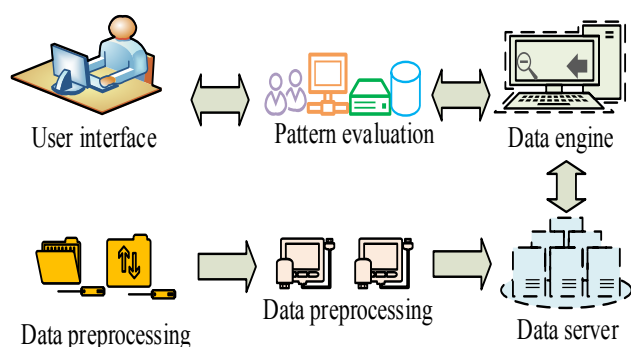 User interface
Pattern evaluation
Data engine
Data preprocessing
Data preprocessing
Data server